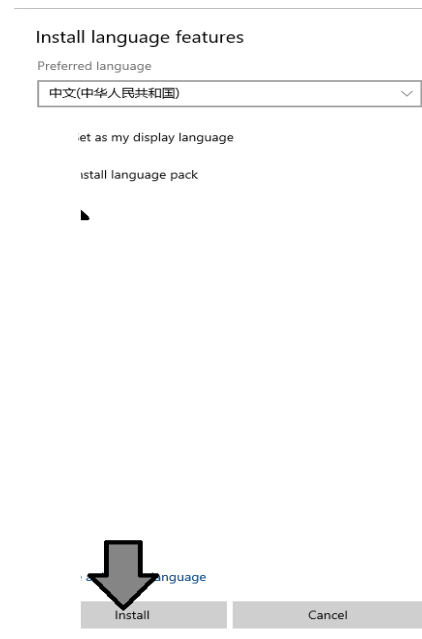 Install language features
Preferred language
中文(中华人民共和国)
et as my display language
nstall language pack
anguage
Install
Cancel